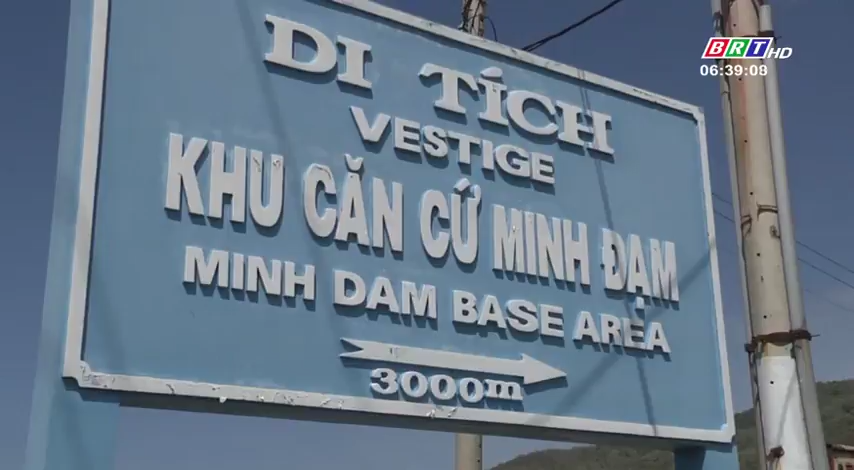 BRT HD
06:39:08
DI TÍCH
VESTIGE
KHU CĂN CỨ MINH ĐẠM
MINH DAM BASE AREA
3000m